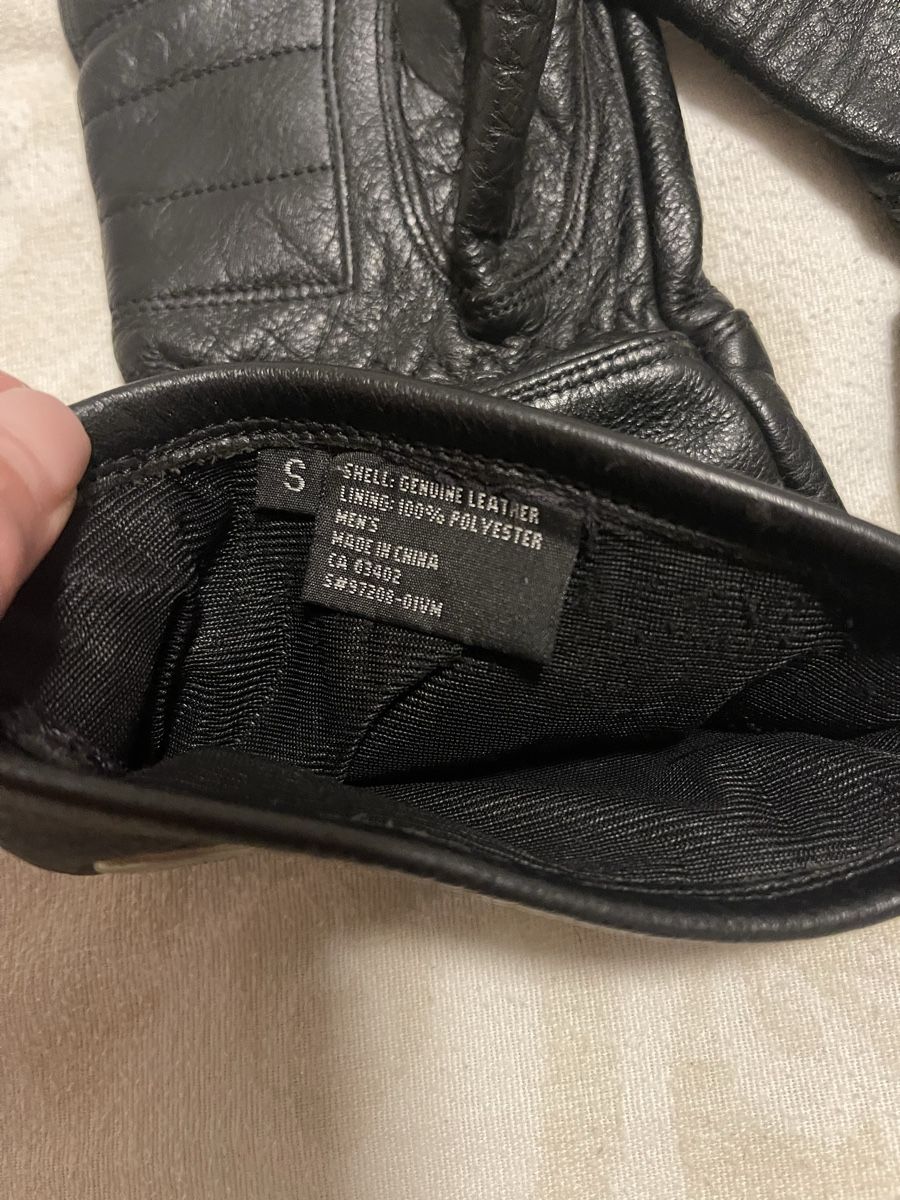 S
SHELL: GENUINE LEATHER
LINING: 100% POLYESTER
MEN'S
MADE IN CHINA
CA 03402
S#97208-01VM